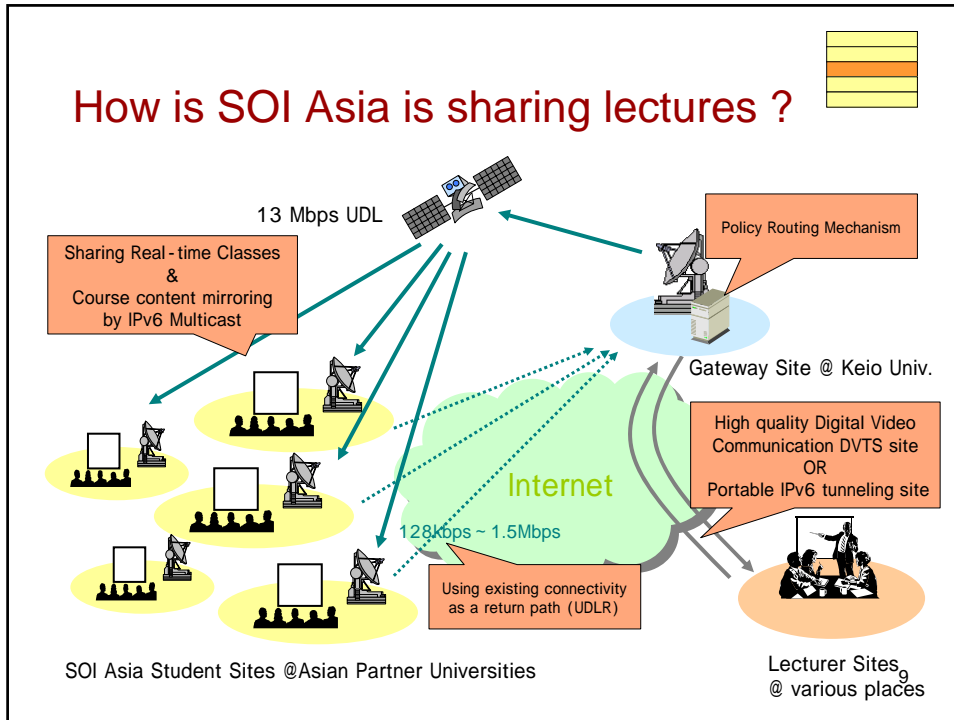 How is SOI Asia is sharing lectures ?
13 Mbps UDL
Policy Routing Mechanism
Sharing Real-time Classes
&
Course content mirroring
by IPv6 Multicast
Gateway Site @ Keio Univ.
High quality Digital Video
Communication DVTS site
OR
Portable IPv6 tunneling site
Internet
128kbps ~ 1.5Mbps
Using existing connectivity
as a return path (UDLR)
SOI Asia Student Sites @Asian Partner Universities
Lecturer Sites
@ various places
9